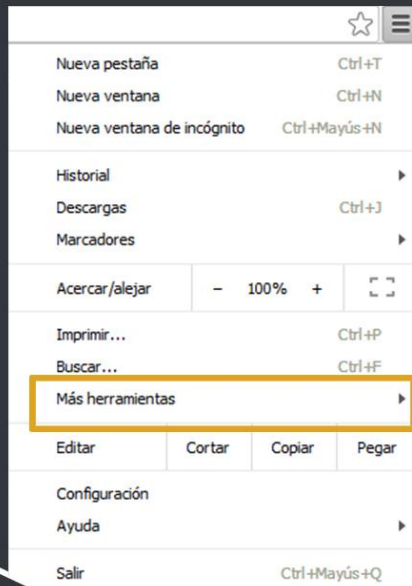 Nueva pestaña Ctrl+T
Nueva ventana Ctrl+N
Nueva ventana de incógnito Ctrl+Mayús+N
Historial
Descargas Ctrl+J
Marcadores
Acercar/alejar - 100% +
Imprimir... Ctrl+P
Buscar... Ctrl+F
Más herramientas
Editar Cortar Copiar Pegar
Configuración
Ayuda
Salir Ctrl+Mayús+Q